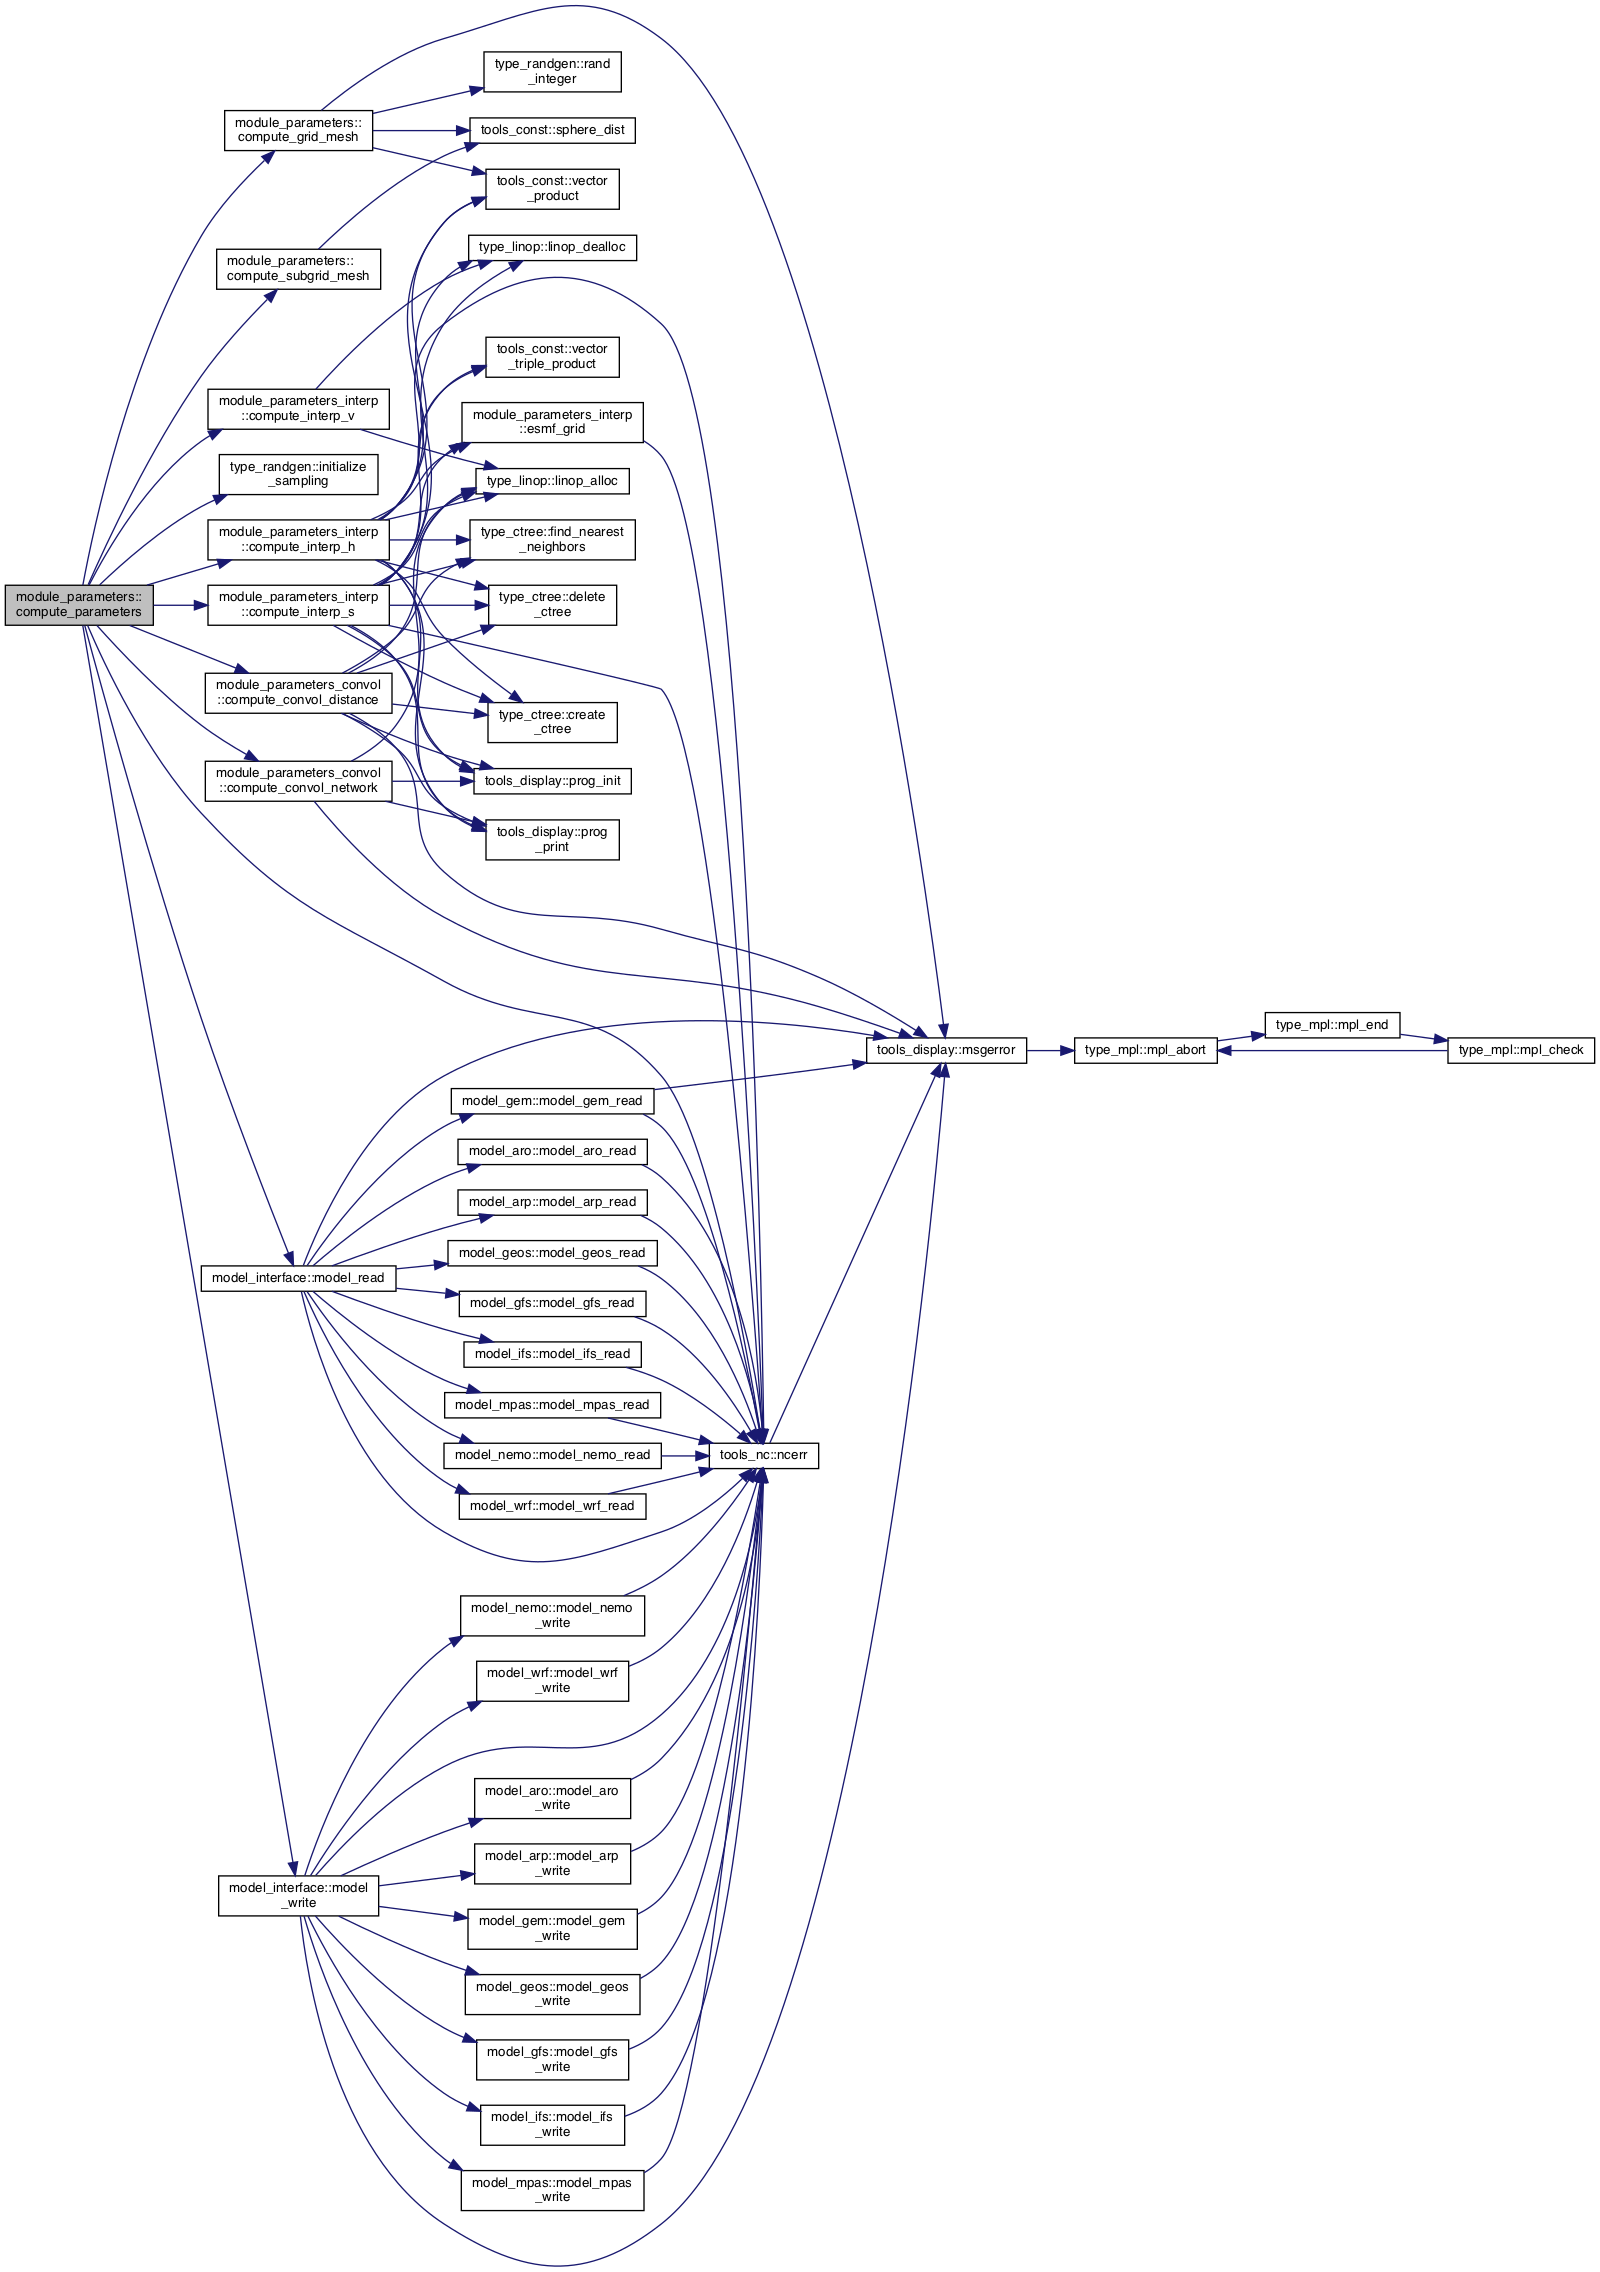 type_randgen::rand
_integer
module_parameters::
compute_grid_mesh
tools_const::sphere_dist
tools_const::vector
_product
type_linop::linop_dealloc
module_parameters::
compute_subgrid_mesh
tools_const::vector
_triple_product
module_parameters_interp
::compute_interp_v
module_parameters_interp
::esmf_grid
type_randgen::initialize
_sampling
type_linop::linop_alloc
module_parameters_interp
::compute_interp_h
type_ctree::find_nearest
_neighbors
module_parameters::
compute_parameters
module_parameters_interp
::compute_interp_s
type_ctree::delete
_ctree
module_parameters_convol
::compute_convol_distance
type_ctree::create
_ctree
module_parameters_convol
::compute_convol_network
tools_display::prog_init
tools_display::prog
_print
type_mpl::mpl_end
tools_display::msgerror
type_mpl::mpl_abort
type_mpl::mpl_check
model_gem::model_gem_read
model_aro::model_aro_read
model_arp::model_arp_read
model_geos::model_geos_read
model_interface::model_read
model_gfs::model_gfs_read
model_ifs::model_ifs_read
model_mpas::model_mpas_read
model_nemo::model_nemo_read
tools_nc::ncerr
model_wrf::model_wrf_read
model_nemo::model_nemo
_write
model_wrf::model_wrf
_write
model_aro::model_aro
_write
model_arp::model_arp
_write
model_interface::model
_write
model_gem::model_gem
_write
model_geos::model_geos
_write
model_gfs::model_gfs
_write
model_ifs::model_ifs
_write
model_mpas::model_mpas
_write